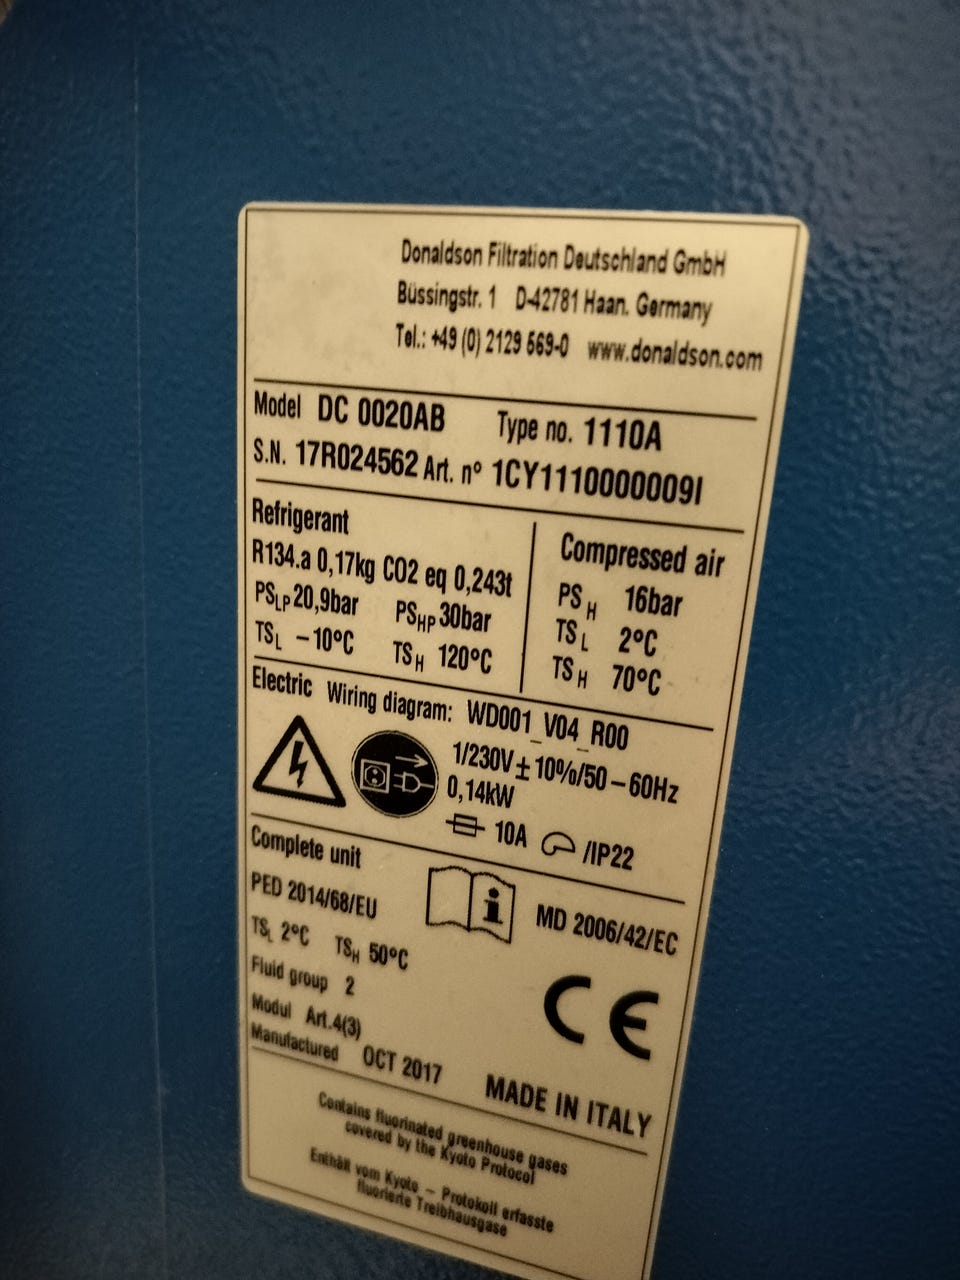 Donaldson Filtration Deutschland GmbH
Büssingstr. 1 D-42781 Haan. Germany
Tel.: +49 (0) 2129 569-0 www.donaldson.com
Model DC 0020AB Type no. 1110A
S.N. 17R024562 Art. n° 1CY1110000009I
Refrigerant
R134.a 0,17kg CO2 eq 0,243t
PSLP 20,9bar PSHP 30bar
TSL −10°C TSH 120°C
Compressed air
PSH 16bar
TSL 2°C
TSH 70°C
Electric Wiring diagram: WD001_V04_R00
1/230V±10%/50−60Hz
0,14kW
10A /IP22
Complete unit
PED 2014/68/EU
MD 2006/42/EC
TSL 2°C TSH 50°C
Fluid group 2
Modul Art.4(3)
CE
Manufactured OCT 2017
MADE IN ITALY
Contains fluorinated greenhouse gases
covered by the Kyoto Protocol
Enthält vom Kyoto − Protokoll erfasste
fluorierte Treibhausgase